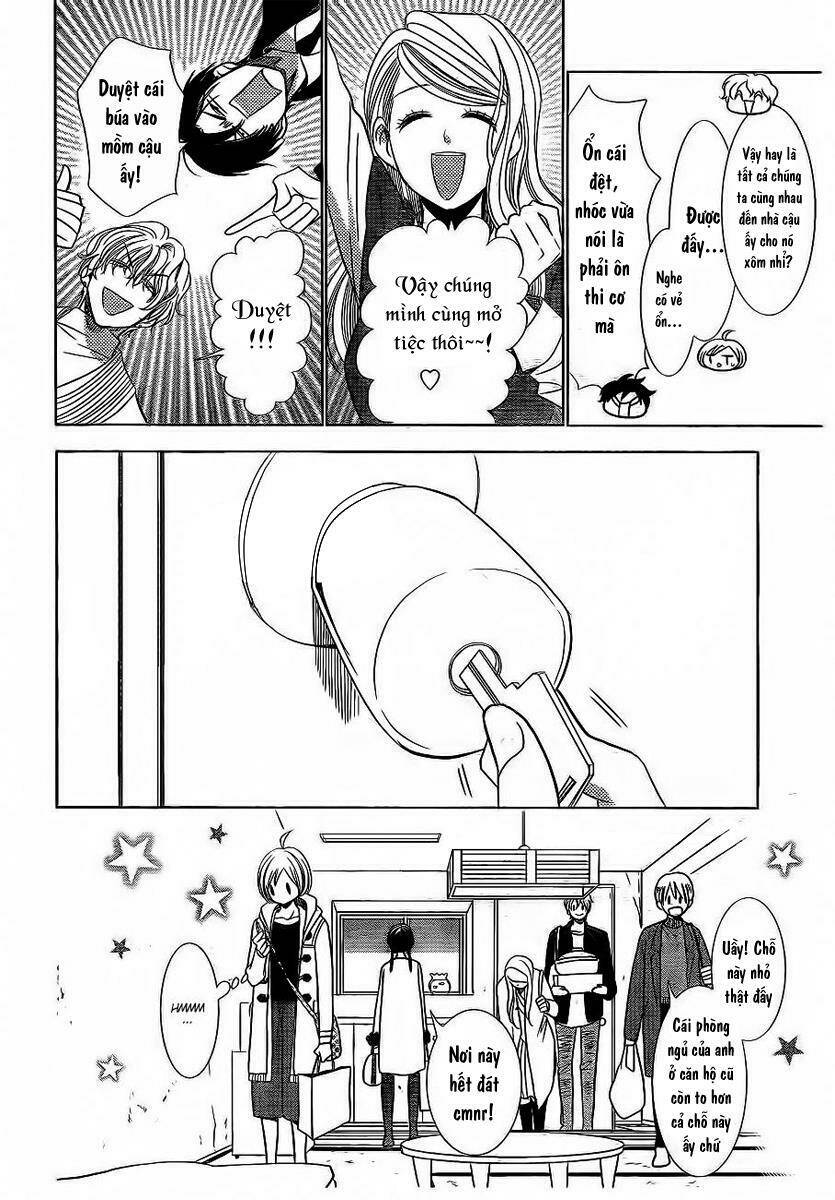 Vậy hay là
tất cả chúng
ta cùng nhau
đến nhà cậu
ấy cho nó
xôm nhỉ?
Được
đấy...
Nghe
có vẻ
ổn...
Ổn cái
đệt,
nhóc vừa
nói là
phải ôn
thi cơ
mà
Vậy chúng
mình cùng mở
tiệc thôi~~!
♡
Duyệt cái
búa vào
mồm cậu
ấy!
Duyệt
!!!
Uầy! Chỗ
này nhỏ
thật đấy
Cái phòng
ngủ của anh
ở căn hộ cũ
còn to hơn
cả chỗ này
ấy chứ
Nơi này
hết đát
cmnr!
HMMM
...